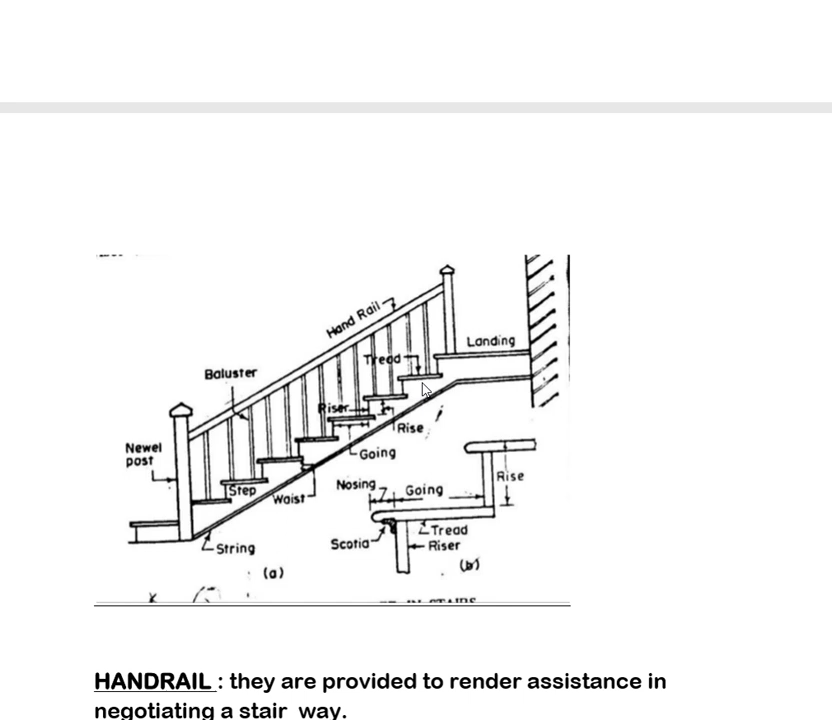 Hand Rail
Landing
Tread
Baluster
Riser
Rise
Newel
post
Going
Step
Waist
Nosing
Going
Rise
Tread
String
Scotia
Riser
(a)
(b)
STAIRS
HANDRAIL : they are provided to render assistance in
negotiating a stair way.